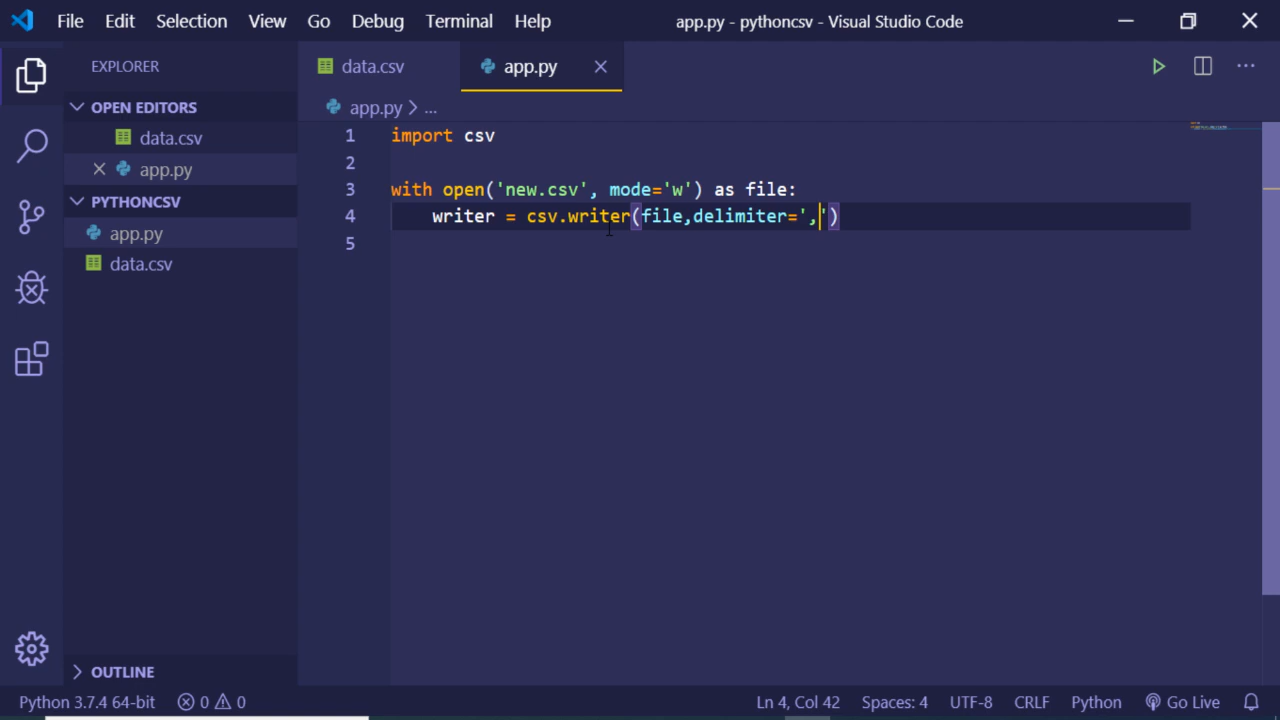 File Edit Selection View Go Debug Terminal Help app.py - pythoncsv - Visual Studio Code
EXPLORER
OPEN EDITORS
data.csv
app.py
PYTHONCSV
app.py
data.csv
OUTLINE
data.csv app.py
app.py > ...
1 import csv
2
3 with open('new.csv', mode='w') as file:
4 writer = csv.writer(file,delimiter=',')
5
Python 3.7.4 64-bit 0 0 Ln 4, Col 42 Spaces: 4 UTF-8 CRLF Python Go Live